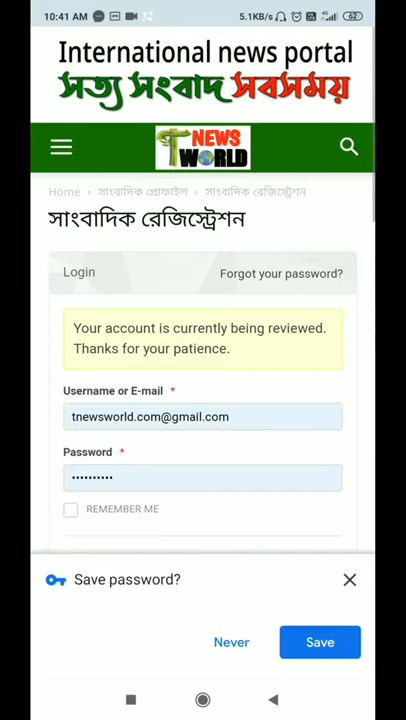 10:41 AM
5.1KB/s
62
International news portal
সত্য সংবাদ সবসময়
T NEWS
WORLD
Home › সাংবাদিক প্রোফাইল › সাংবাদিক রেজিস্ট্রেশন
সাংবাদিক রেজিস্ট্রেশন
Login
Forgot your password?
Your account is currently being reviewed.
Thanks for your patience.
Username or E-mail *
tnewsworld.com@gmail.com
Password *
••••••••••
REMEMBER ME
Save password?
Never
Save